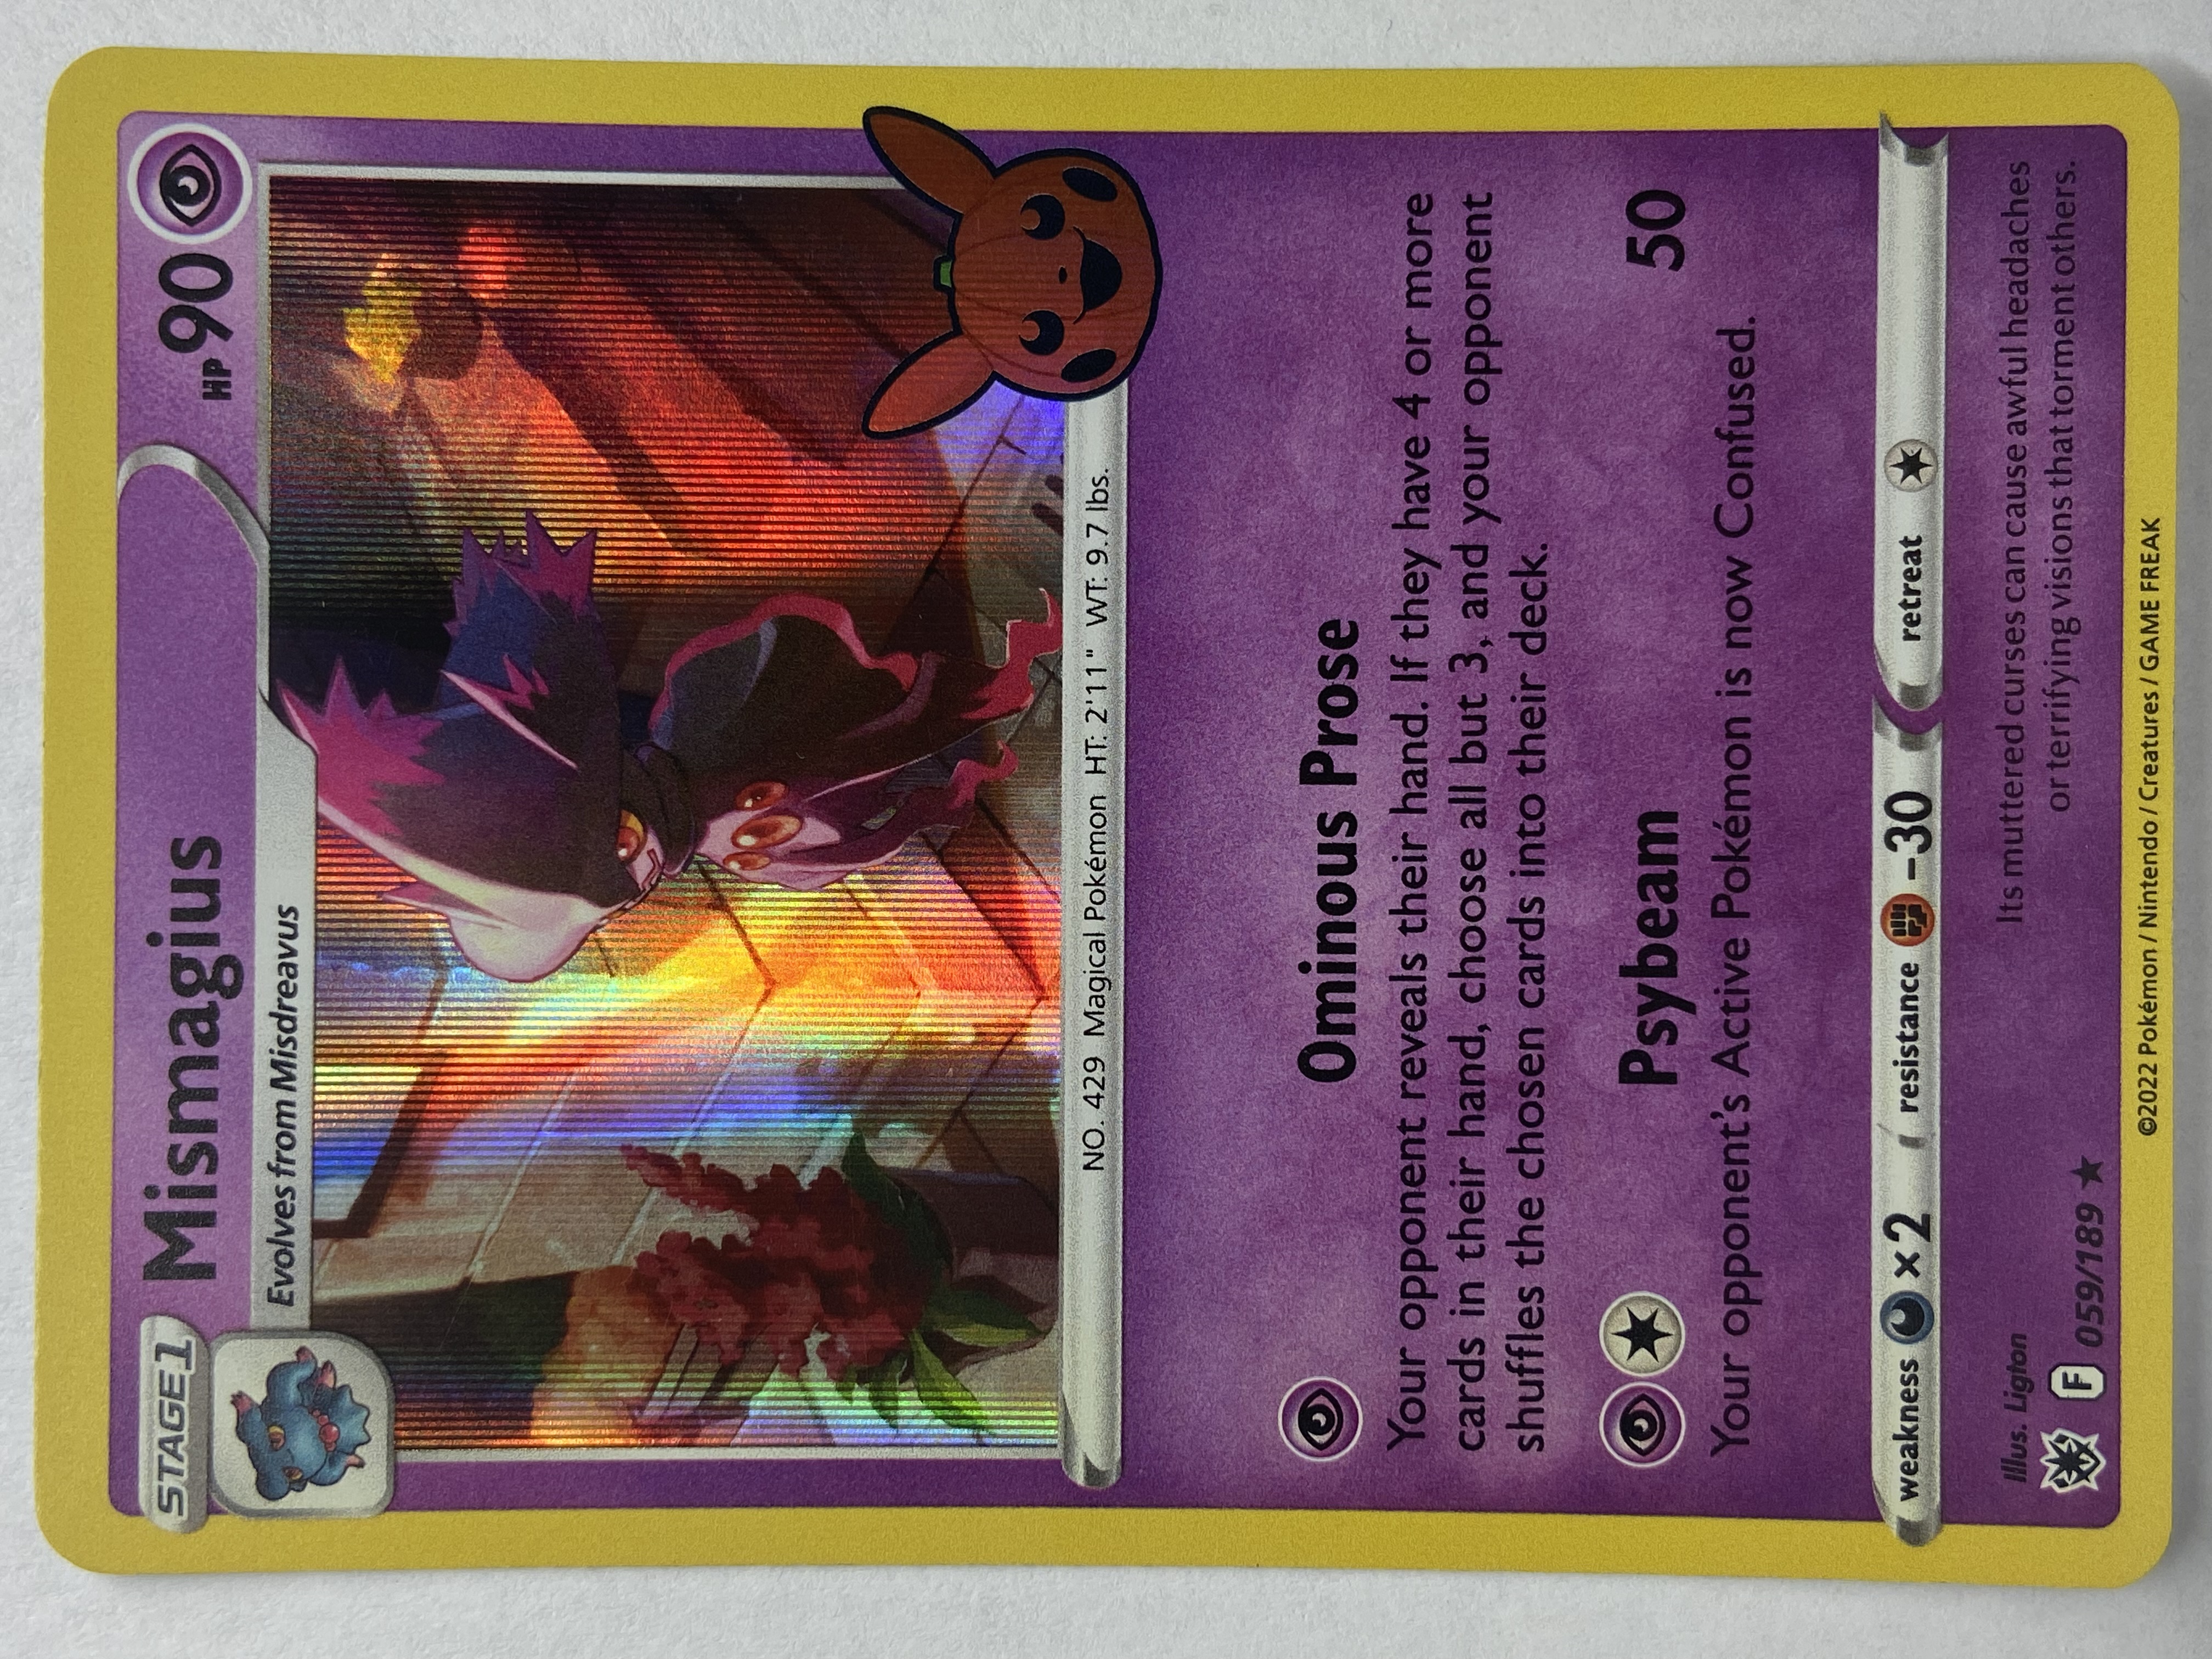 STAGE1
Mismagius
HP 90
Evolves from Misdreavus
NO. 429 Magical Pokémon HT: 2'11" WT: 9.7 lbs.
Ominous Prose
Your opponent reveals their hand. If they have 4 or more
cards in their hand, choose all but 3, and your opponent
shuffles the chosen cards into their deck.
Psybeam 50
Your opponent's Active Pokémon is now Confused.
weakness ×2 resistance -30 retreat
Illus. Ligton
Its muttered curses can cause awful headaches
or terrifying visions that torment others.
F 059/189 ★
©2022 Pokémon / Nintendo / Creatures / GAME FREAK